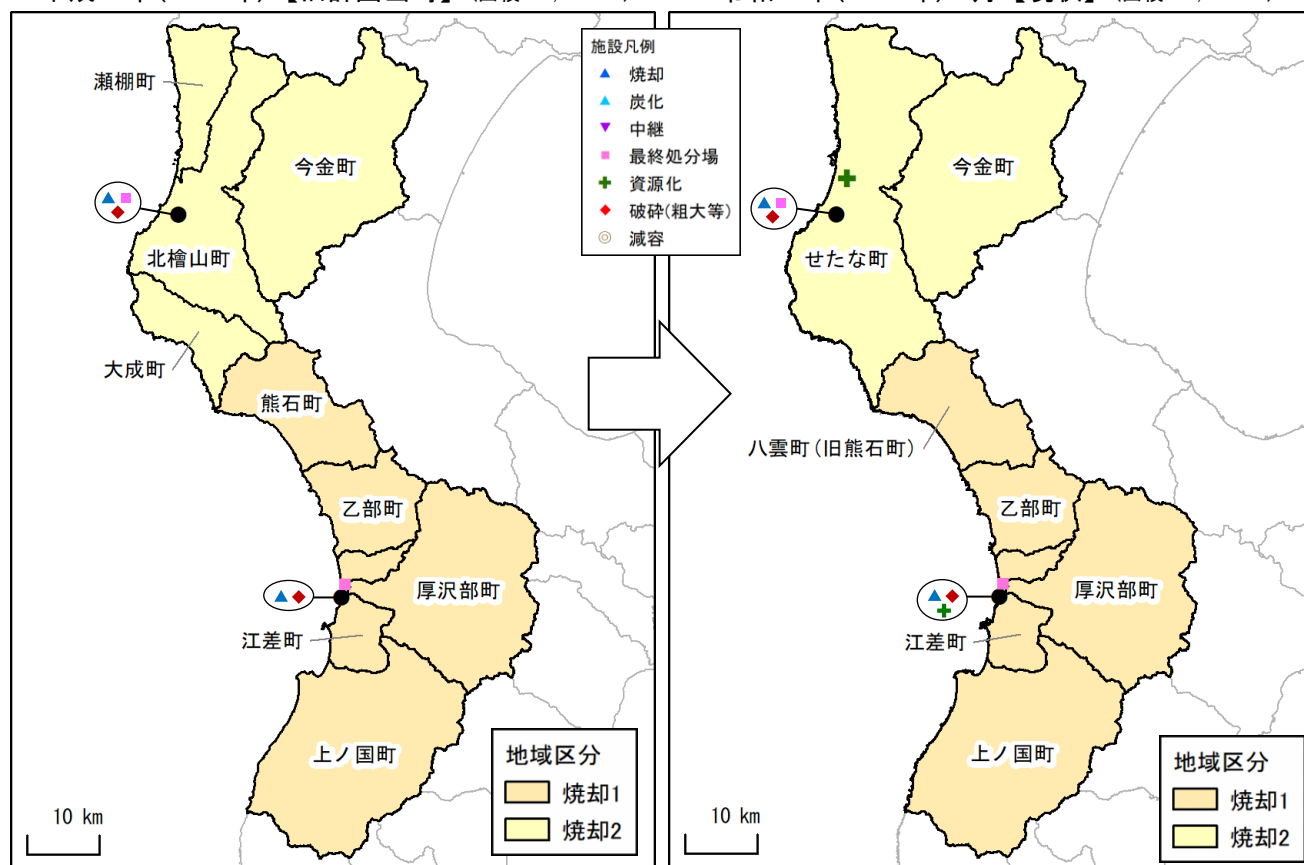 瀬棚町
今金町
北檜山町
大成町
熊石町
乙部町
厚沢部町
江差町
上ノ国町
地域区分
焼却1
焼却2
10 km
施設凡例
焼却
炭化
中継
最終処分場
資源化
破砕(粗大等)
減容
今金町
せたな町
八雲町(旧熊石町)
乙部町
厚沢部町
江差町
上ノ国町
地域区分
焼却1
焼却2
10 km